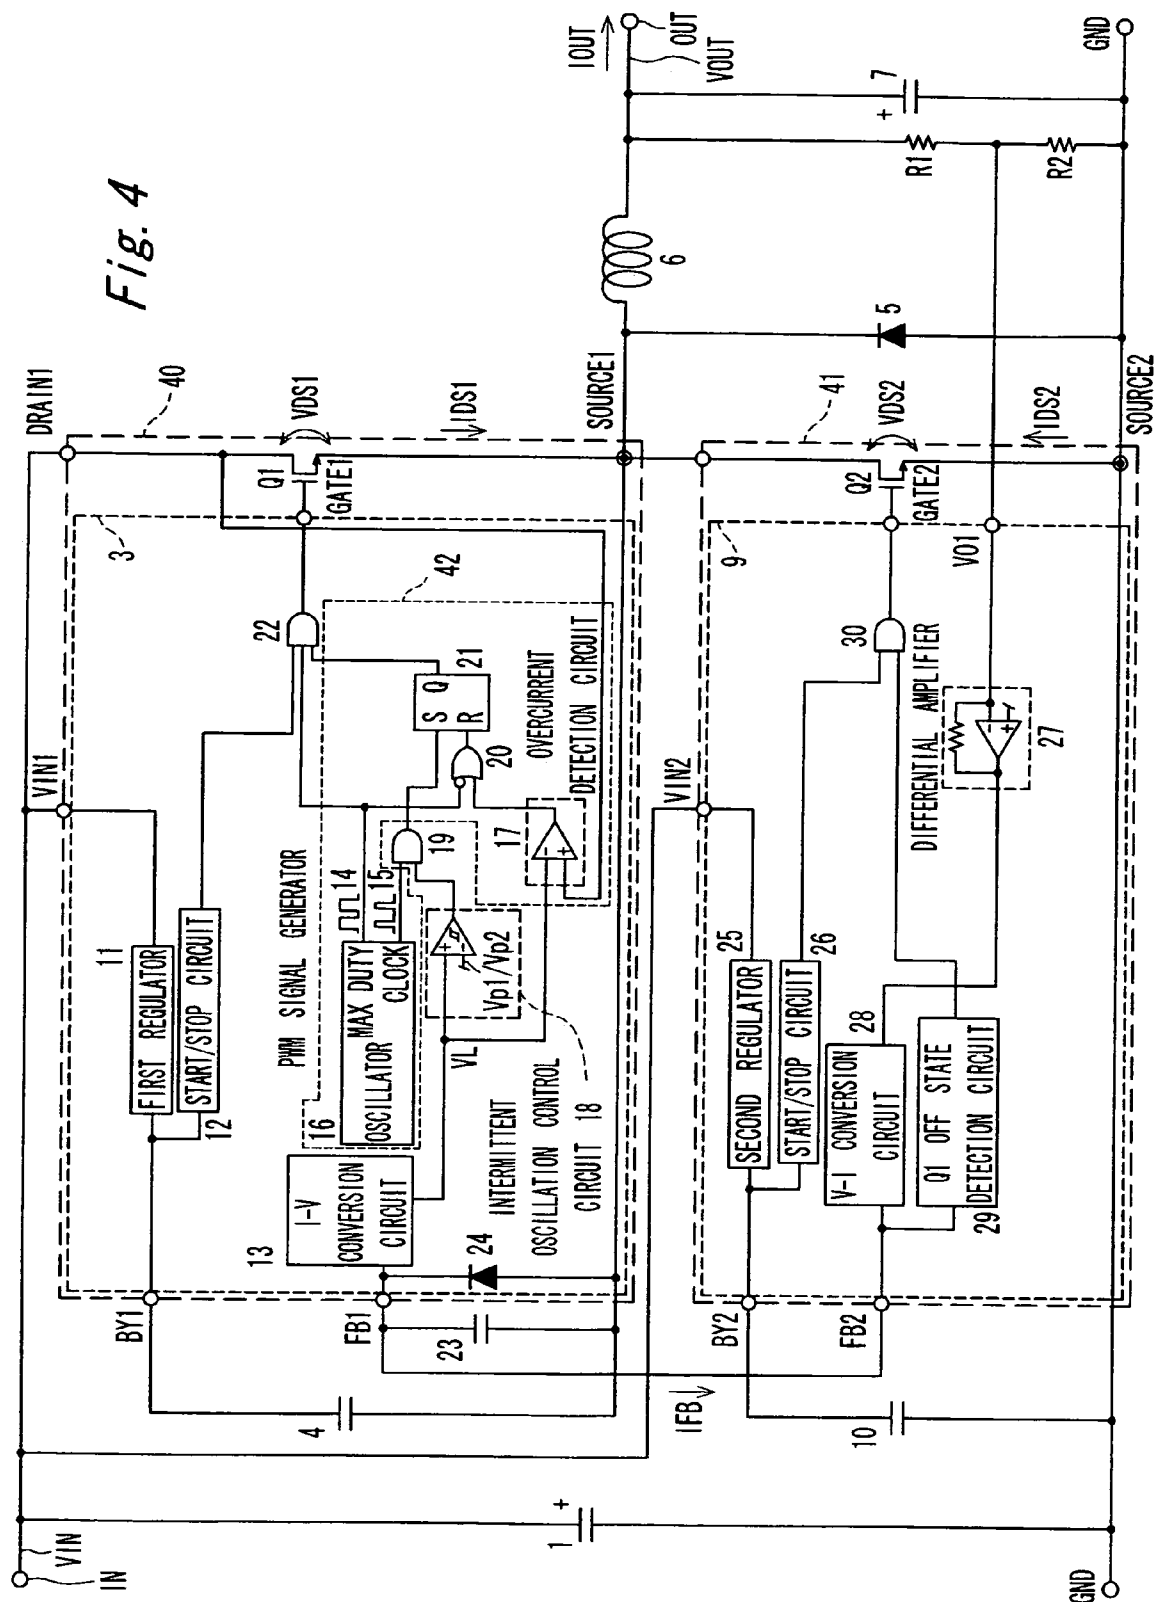 Fig. 4
IN
VIN
1
+
GND
4
BY1
FIRST REGULATOR
11
START/STOP CIRCUIT
12
VIN1
DRAIN1
40
3
22
Q1
GATE1
VDS1
IDS1
SOURCE1
PWM SIGNAL GENERATOR
42
16
MAX DUTY
OSCILLATOR
CLOCK
14
15
19
S
Q
R
21
20
OVERCURRENT
DETECTION CIRCUIT
17
-
+
+
-
Vp1/Vp2
VL
INTERMITTENT
OSCILLATION CONTROL
CIRCUIT 18
13
I-V
CONVERSION
CIRCUIT
24
FB1
23
IFB
10
BY2
FB2
SECOND REGULATOR
25
START/STOP CIRCUIT
26
V-I CONVERSION
CIRCUIT
28
Q1 OFF STATE
DETECTION CIRCUIT
29
VIN2
DIFFERENTIAL AMPLIFIER
-
+
27
30
9
VO1
Q2
GATE2
VDS2
IDS2
41
SOURCE2
5
6
R1
R2
7
+
IOUT
OUT
VOUT
GND